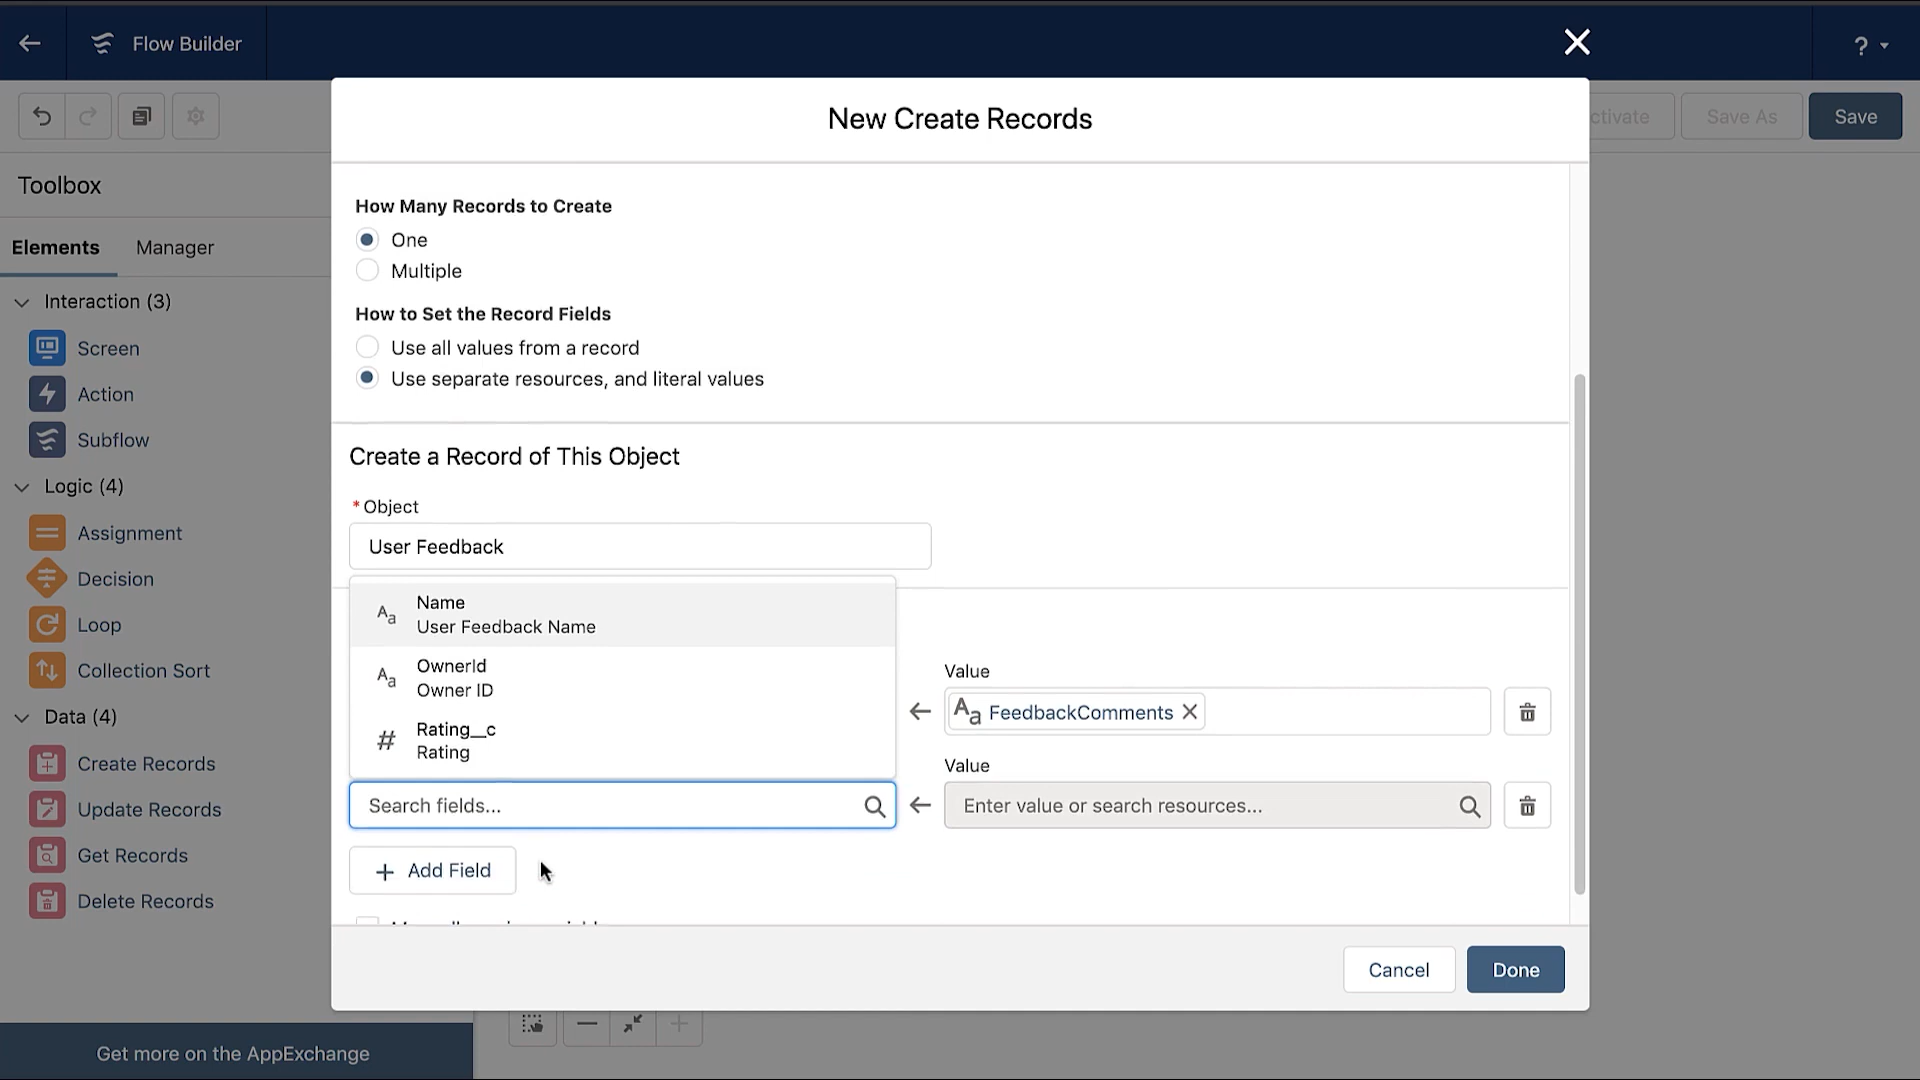 Flow Builder
?
New Create Records
ctivate
Save As
Save
Toolbox
Elements
Manager
Interaction (3)
Screen
Action
Subflow
Logic (4)
Assignment
Decision
Loop
Collection Sort
Data (4)
Create Records
Update Records
Get Records
Delete Records
Get more on the AppExchange
How Many Records to Create
One
Multiple
How to Set the Record Fields
Use all values from a record
Use separate resources, and literal values
Create a Record of This Object
* Object
User Feedback
Aa Name
User Feedback Name
Aa OwnerId
Owner ID
# Rating__c
Rating
Value
Aa FeedbackComments
Value
Search fields...
Enter value or search resources...
+ Add Field
Cancel
Done